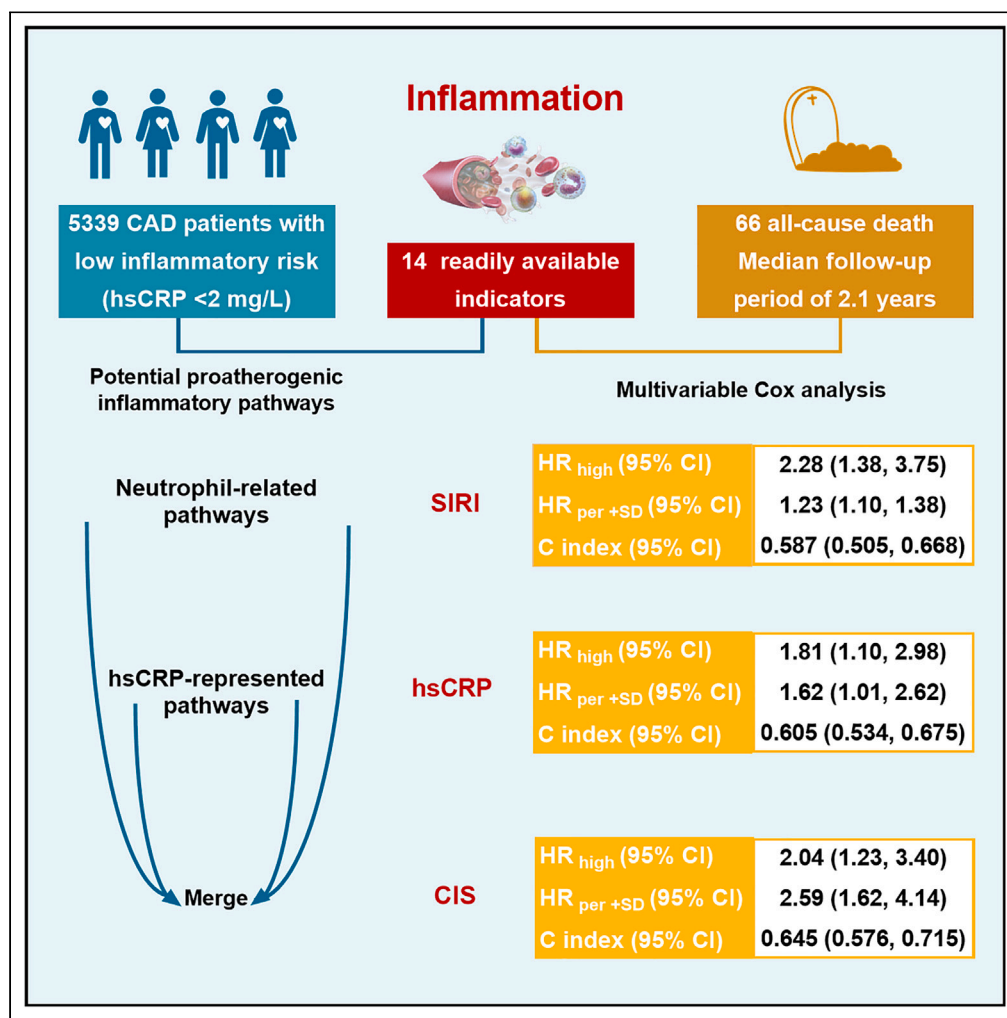 Inflammation
5339 CAD patients with
low inflammatory risk
(hsCRP <2 mg/L)
14 readily available
indicators
66 all-cause death
Median follow-up
period of 2.1 years
Potential proatherogenic
inflammatory pathways
Multivariable Cox analysis
Neutrophil-related
pathways
SIRI
HR high (95% CI) 2.28 (1.38, 3.75)
HR per +SD (95% CI) 1.23 (1.10, 1.38)
C index (95% CI) 0.587 (0.505, 0.668)
hsCRP-represented
pathways
hsCRP
HR high (95% CI) 1.81 (1.10, 2.98)
HR per +SD (95% CI) 1.62 (1.01, 2.62)
C index (95% CI) 0.605 (0.534, 0.675)
Merge
CIS
HR high (95% CI) 2.04 (1.23, 3.40)
HR per +SD (95% CI) 2.59 (1.62, 4.14)
C index (95% CI) 0.645 (0.576, 0.715)